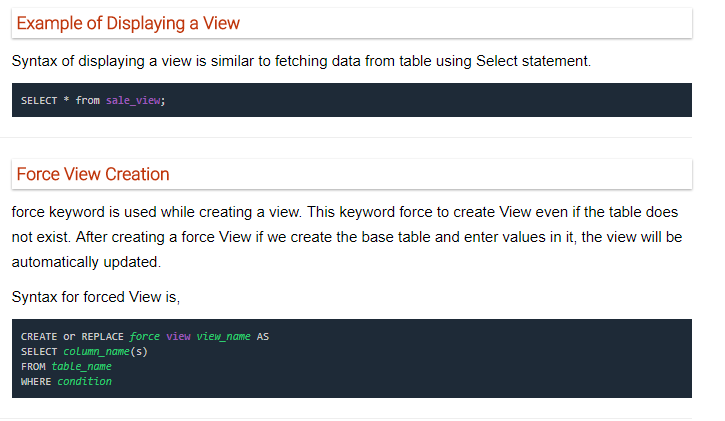 Example of Displaying a View
Syntax of displaying a view is similar to fetching data from table using Select statement.
SELECT * from sale_view;
Force View Creation
force keyword is used while creating a view. This keyword force to create View even if the table does
not exist. After creating a force View if we create the base table and enter values in it, the view will be
automatically updated.
Syntax for forced View is,
CREATE or REPLACE force view view_name AS
SELECT column_name(s)
FROM table_name
WHERE condition